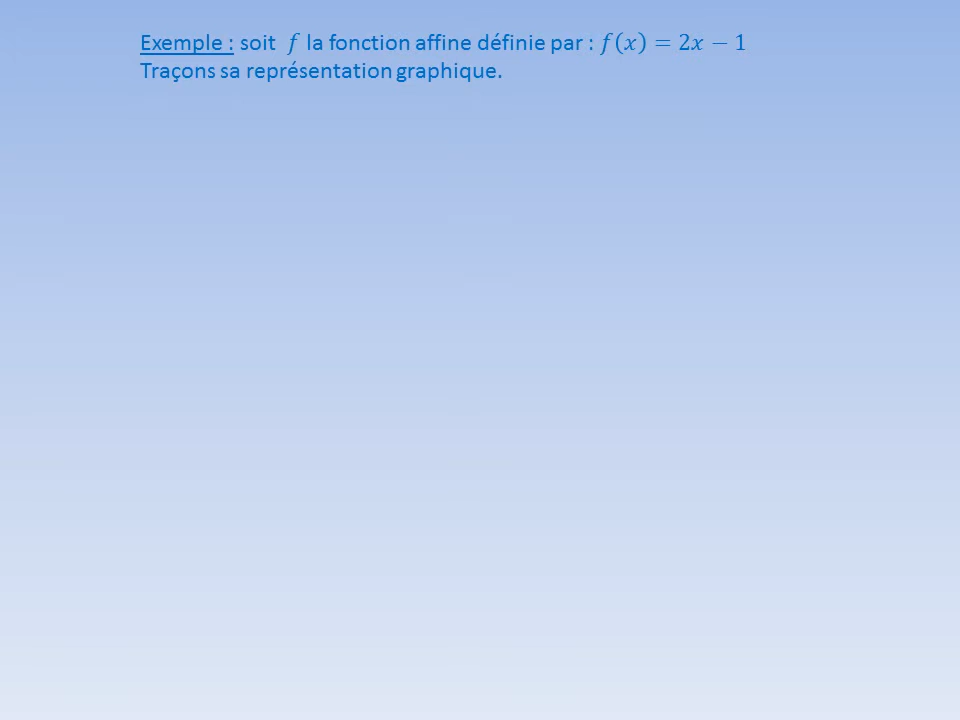 Exemple : soit f la fonction affine définie par : f(x) = 2x − 1
Traçons sa représentation graphique.